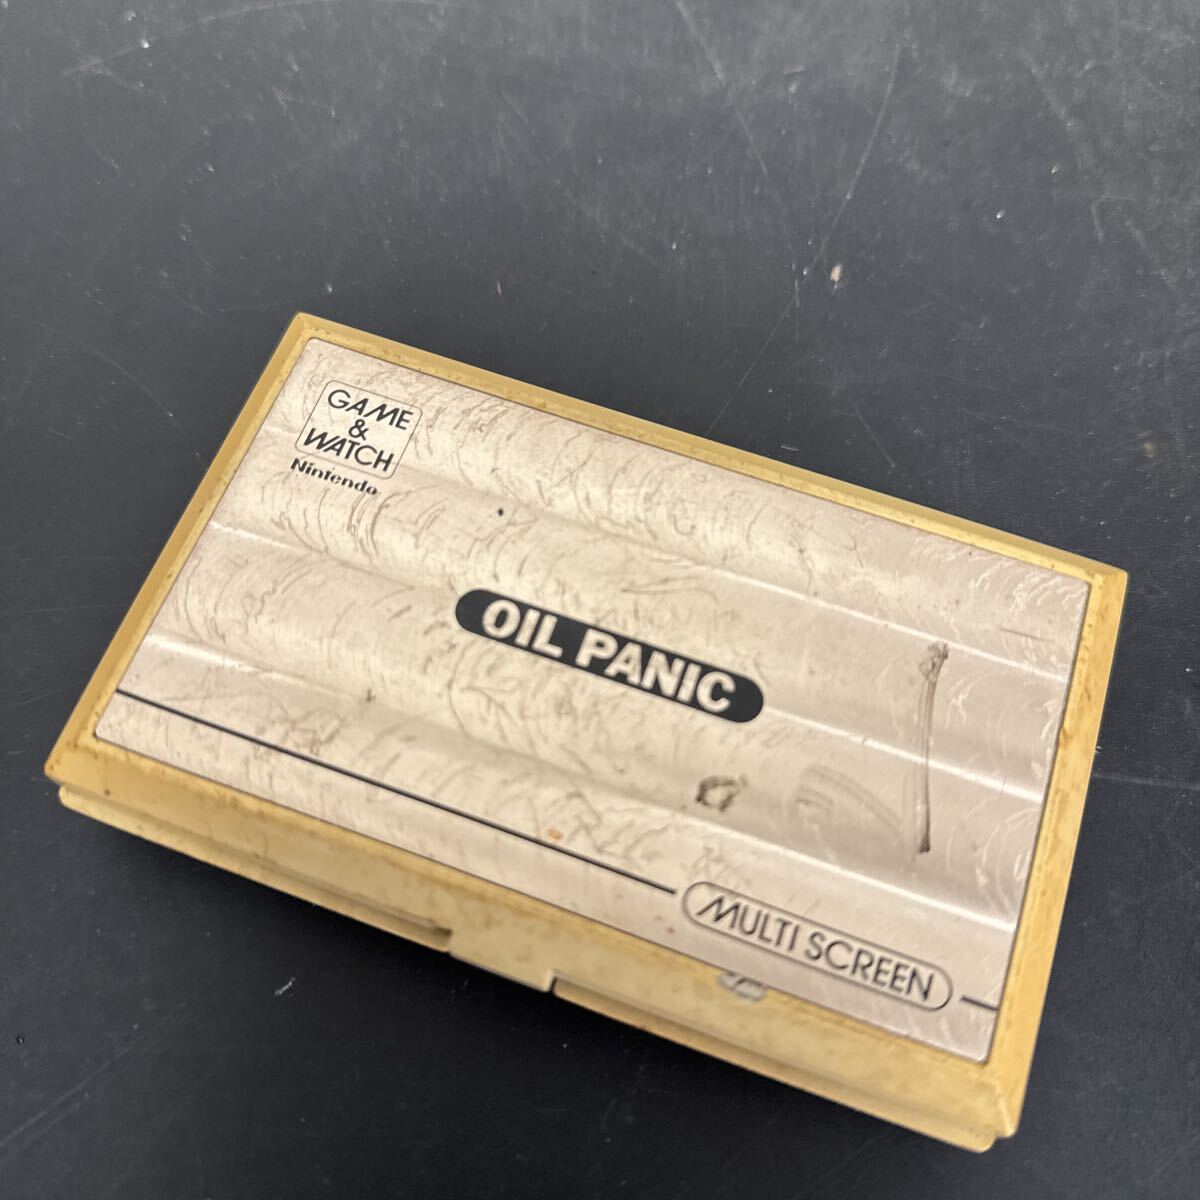 GAME
&
WATCH
Nintendo
OIL PANIC
MULTI SCREEN